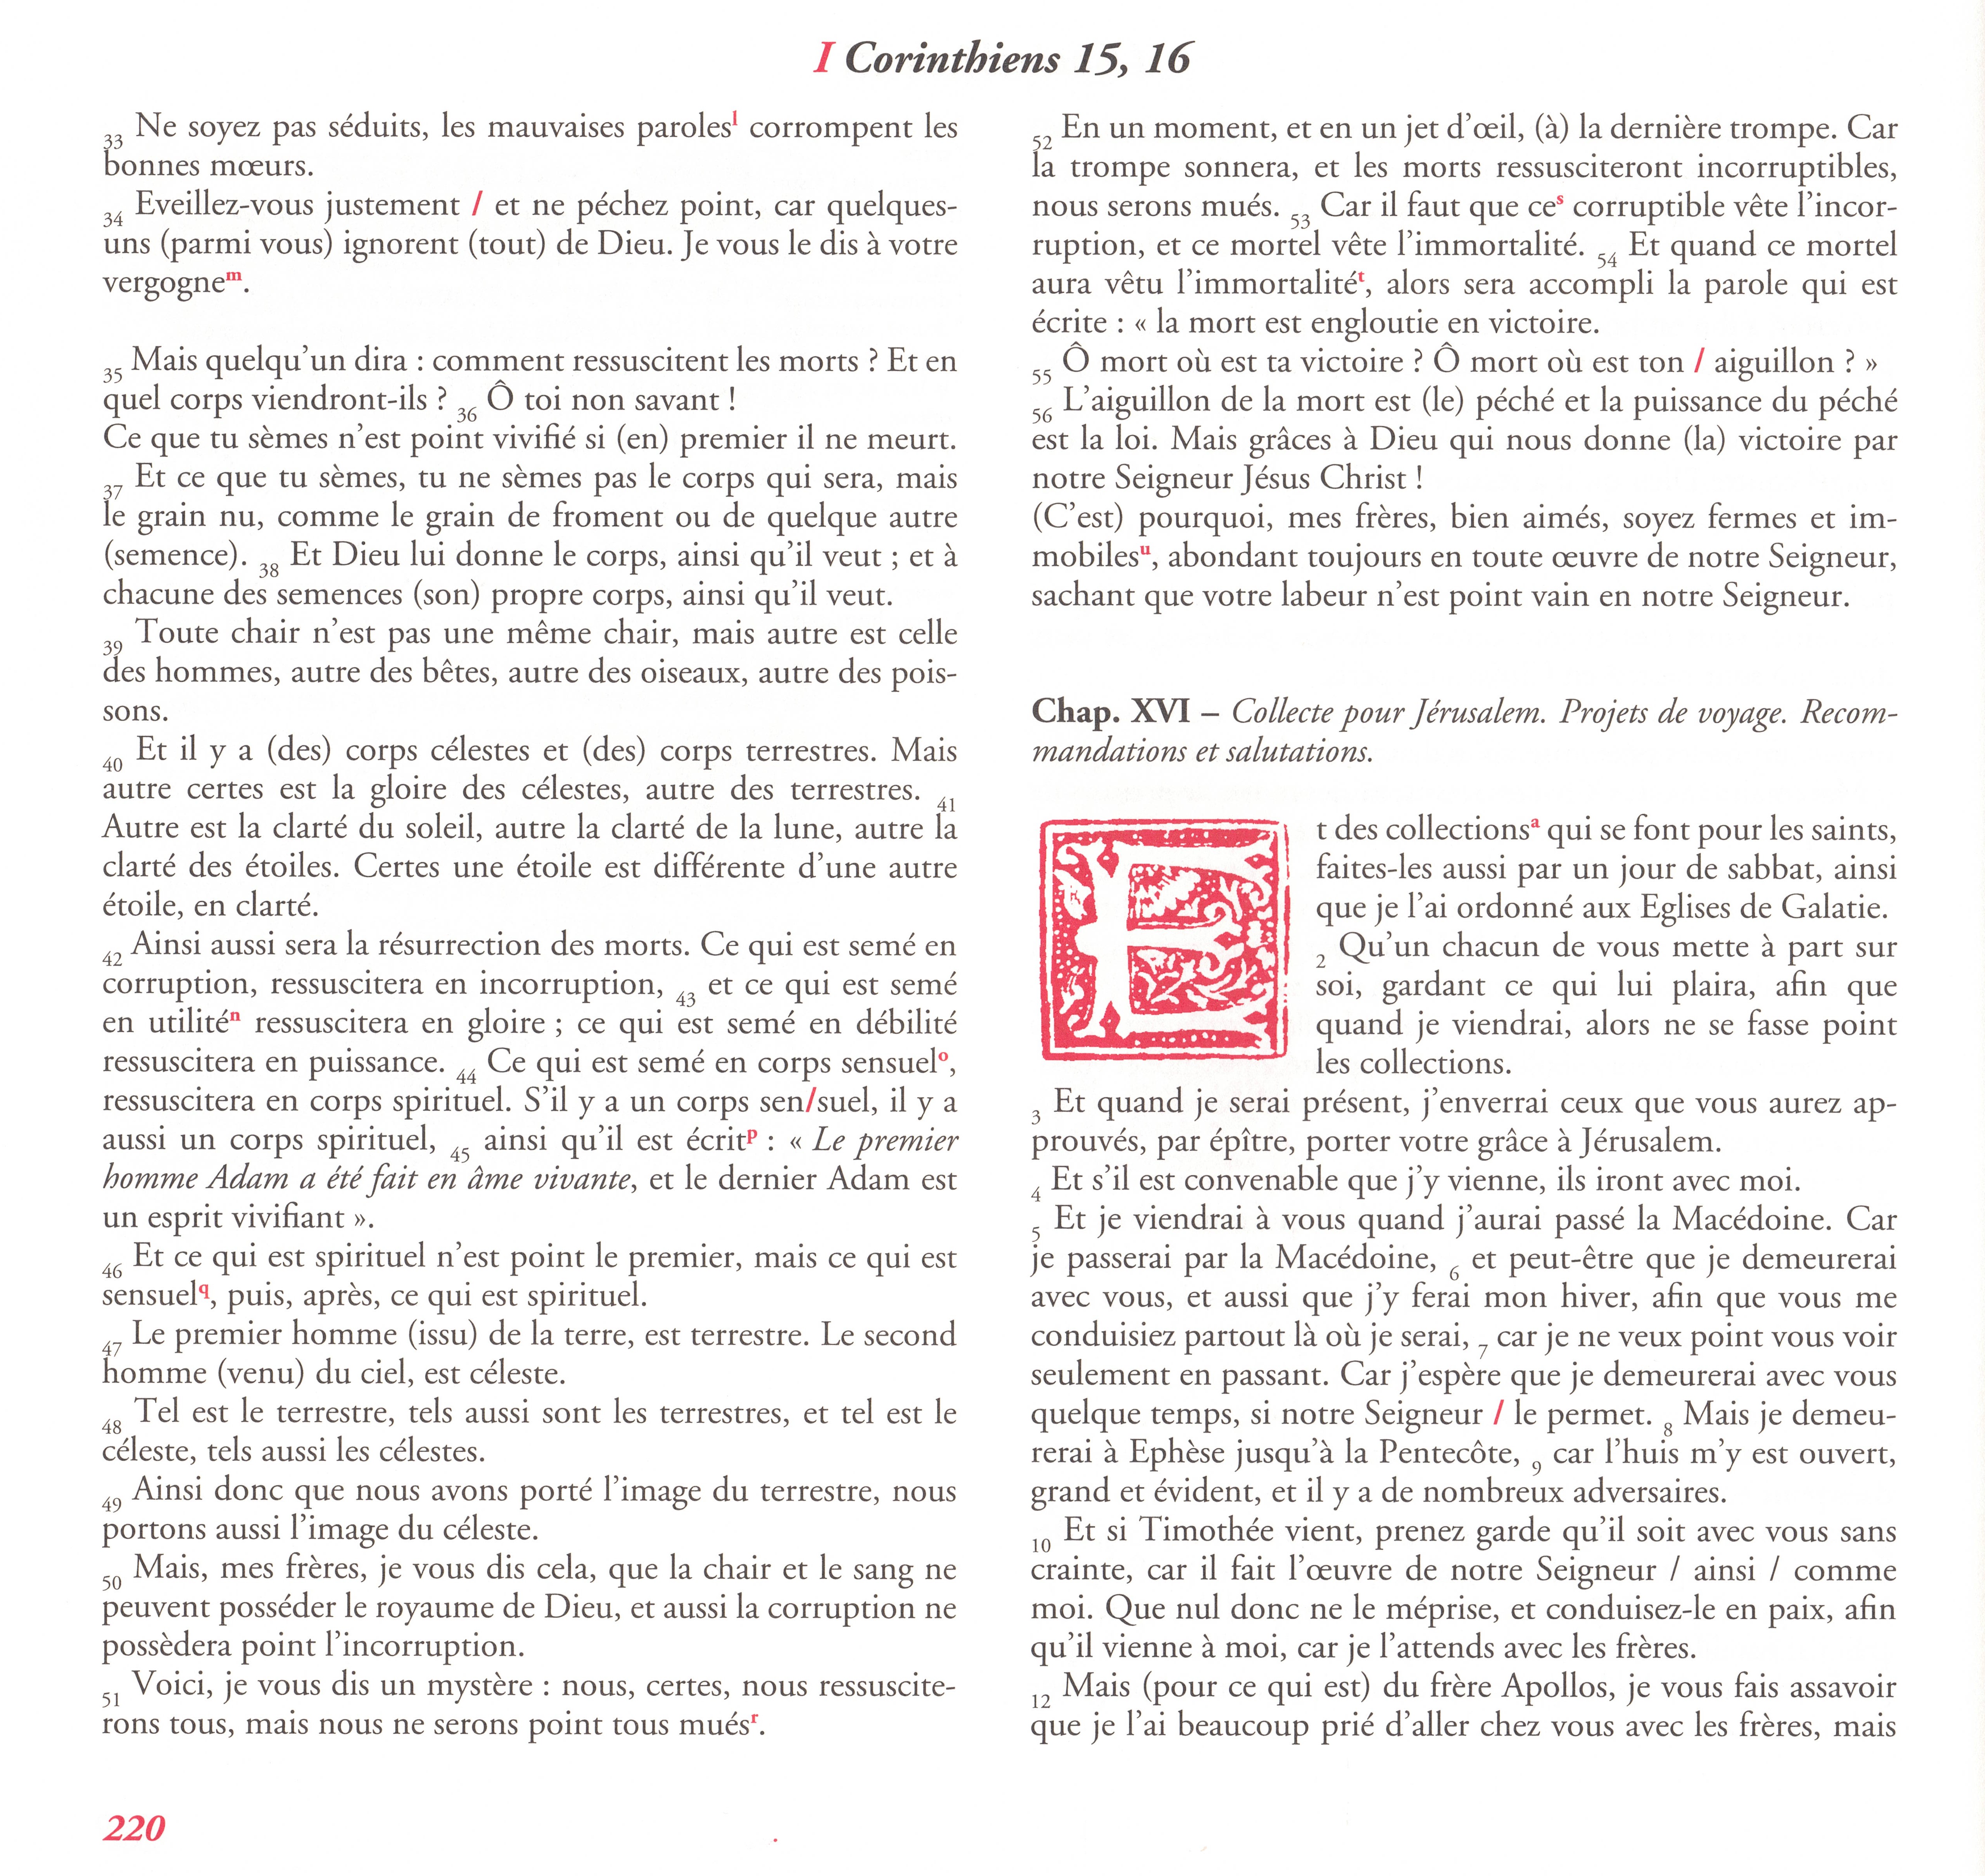 I Corinthiens 15, 16
33 Ne soyez pas séduits, les mauvaises paroles^l corrompent les
bonnes mœurs.
34 Eveillez-vous justement / et ne péchez point, car quelques-
uns (parmi vous) ignorent (tout) de Dieu. Je vous le dis à votre
vergogne^m.
35 Mais quelqu’un dira : comment ressuscitent les morts ? Et en
quel corps viendront-ils ? 36 Ô toi non savant !
Ce que tu sèmes n’est point vivifié si (en) premier il ne meurt.
37 Et ce que tu sèmes, tu ne sèmes pas le corps qui sera, mais
le grain nu, comme le grain de froment ou de quelque autre
(semence). 38 Et Dieu lui donne le corps, ainsi qu’il veut ; et à
chacune des semences (son) propre corps, ainsi qu’il veut.
39 Toute chair n’est pas une même chair, mais autre est celle
des hommes, autre des bêtes, autre des oiseaux, autre des pois-
sons.
40 Et il y a (des) corps célestes et (des) corps terrestres. Mais
autre certes est la gloire des célestes, autre des terrestres. 41
Autre est la clarté du soleil, autre la clarté de la lune, autre la
clarté des étoiles. Certes une étoile est différente d’une autre
étoile, en clarté.
42 Ainsi aussi sera la résurrection des morts. Ce qui est semé en
corruption, ressuscitera en incorruption, 43 et ce qui est semé
en utilité^n ressuscitera en gloire ; ce qui est semé en débilité
ressuscitera en puissance. 44 Ce qui est semé en corps sensuel^o,
ressuscitera en corps spirituel. S’il y a un corps sen/suel, il y a
aussi un corps spirituel, 45 ainsi qu’il est écrit^p : « Le premier
homme Adam a été fait en âme vivante, et le dernier Adam est
un esprit vivifiant ».
46 Et ce qui est spirituel n’est point le premier, mais ce qui est
sensuel^q, puis, après, ce qui est spirituel.
47 Le premier homme (issu) de la terre, est terrestre. Le second
homme (venu) du ciel, est céleste.
48 Tel est le terrestre, tels aussi sont les terrestres, et tel est le
céleste, tels aussi les célestes.
49 Ainsi donc que nous avons porté l’image du terrestre, nous
portons aussi l’image du céleste.
50 Mais, mes frères, je vous dis cela, que la chair et le sang ne
peuvent posséder le royaume de Dieu, et aussi la corruption ne
possèdera point l’incorruption.
51 Voici, je vous dis un mystère : nous, certes, nous ressuscite-
rons tous, mais nous ne serons point tous mués^r.
52 En un moment, et en un jet d’œil, (à) la dernière trompe. Car
la trompe sonnera, et les morts ressusciteront incorruptibles,
nous serons mués. 53 Car il faut que ce^s corruptible vête l’incor-
ruption, et ce mortel vête l’immortalité. 54 Et quand ce mortel
aura vêtu l’immortalité^t, alors sera accompli la parole qui est
écrite : « la mort est engloutie en victoire.
55 Ô mort où est ta victoire ? Ô mort où est ton / aiguillon ? »
56 L’aiguillon de la mort est (le) péché et la puissance du péché
est la loi. Mais grâces à Dieu qui nous donne (la) victoire par
notre Seigneur Jésus Christ !
(C’est) pourquoi, mes frères, bien aimés, soyez fermes et im-
mobiles^u, abondant toujours en toute œuvre de notre Seigneur,
sachant que votre labeur n’est point vain en notre Seigneur.
Chap. XVI – Collecte pour Jérusalem. Projets de voyage. Recom-
mandations et salutations.
Et des collections^a qui se font pour les saints,
faites-les aussi par un jour de sabbat, ainsi
que je l’ai ordonné aux Eglises de Galatie.
2 Qu’un chacun de vous mette à part sur
soi, gardant ce qui lui plaira, afin que
quand je viendrai, alors ne se fasse point
les collections.
3 Et quand je serai présent, j’enverrai ceux que vous aurez ap-
prouvés, par épître, porter votre grâce à Jérusalem.
4 Et s’il est convenable que j’y vienne, ils iront avec moi.
5 Et je viendrai à vous quand j’aurai passé la Macédoine. Car
je passerai par la Macédoine, 6 et peut-être que je demeurerai
avec vous, et aussi que j’y ferai mon hiver, afin que vous me
conduisiez partout là où je serai, 7 car je ne veux point vous voir
seulement en passant. Car j’espère que je demeurerai avec vous
quelque temps, si notre Seigneur / le permet. 8 Mais je demeu-
rerai à Ephèse jusqu’à la Pentecôte, 9 car l’huis m’y est ouvert,
grand et évident, et il y a de nombreux adversaires.
10 Et si Timothée vient, prenez garde qu’il soit avec vous sans
crainte, car il fait l’œuvre de notre Seigneur / ainsi / comme
moi. Que nul donc ne le méprise, et conduisez-le en paix, afin
qu’il vienne à moi, car je l’attends avec les frères.
12 Mais (pour ce qui est) du frère Apollos, je vous fais assavoir
que je l’ai beaucoup prié d’aller chez vous avec les frères, mais
220